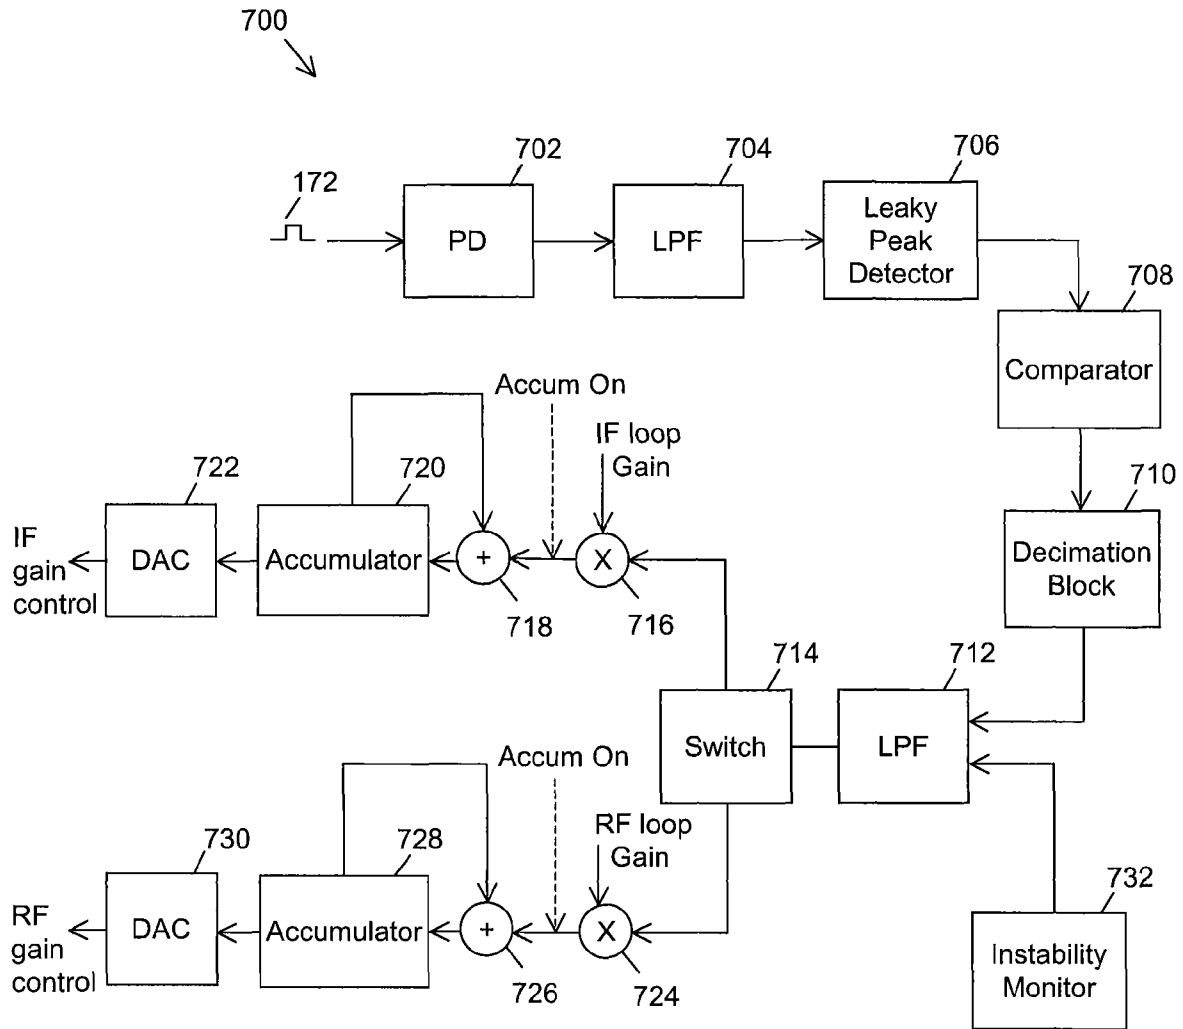 700
172
702
PD
704
LPF
706
Leaky
Peak
Detector
708
Comparator
710
Decimation
Block
712
LPF
714
Switch
732
Instability
Monitor
Accum On
IF loop
Gain
X
716
+
718
720
Accumulator
722
DAC
IF
gain
control
Accum On
RF loop
Gain
X
724
+
726
728
Accumulator
730
DAC
RF
gain
control